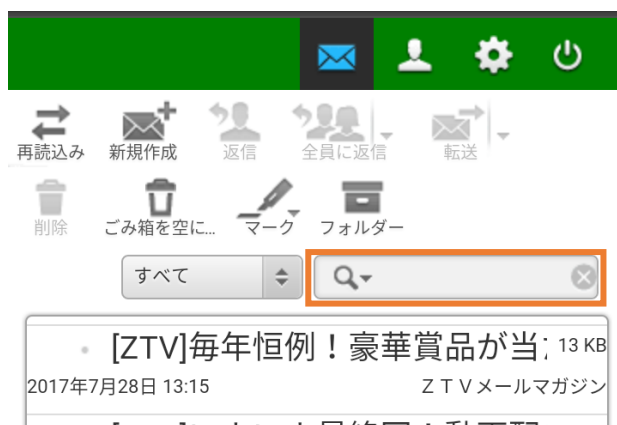 再読込み 新規作成 返信 全員に返信 転送
削除 ごみ箱を空に... マーク フォルダー
すべて
[ZTV]毎年恒例！豪華賞品が当 13 KB
2017年7月28日 13:15 ＺＴＶメールマガジン